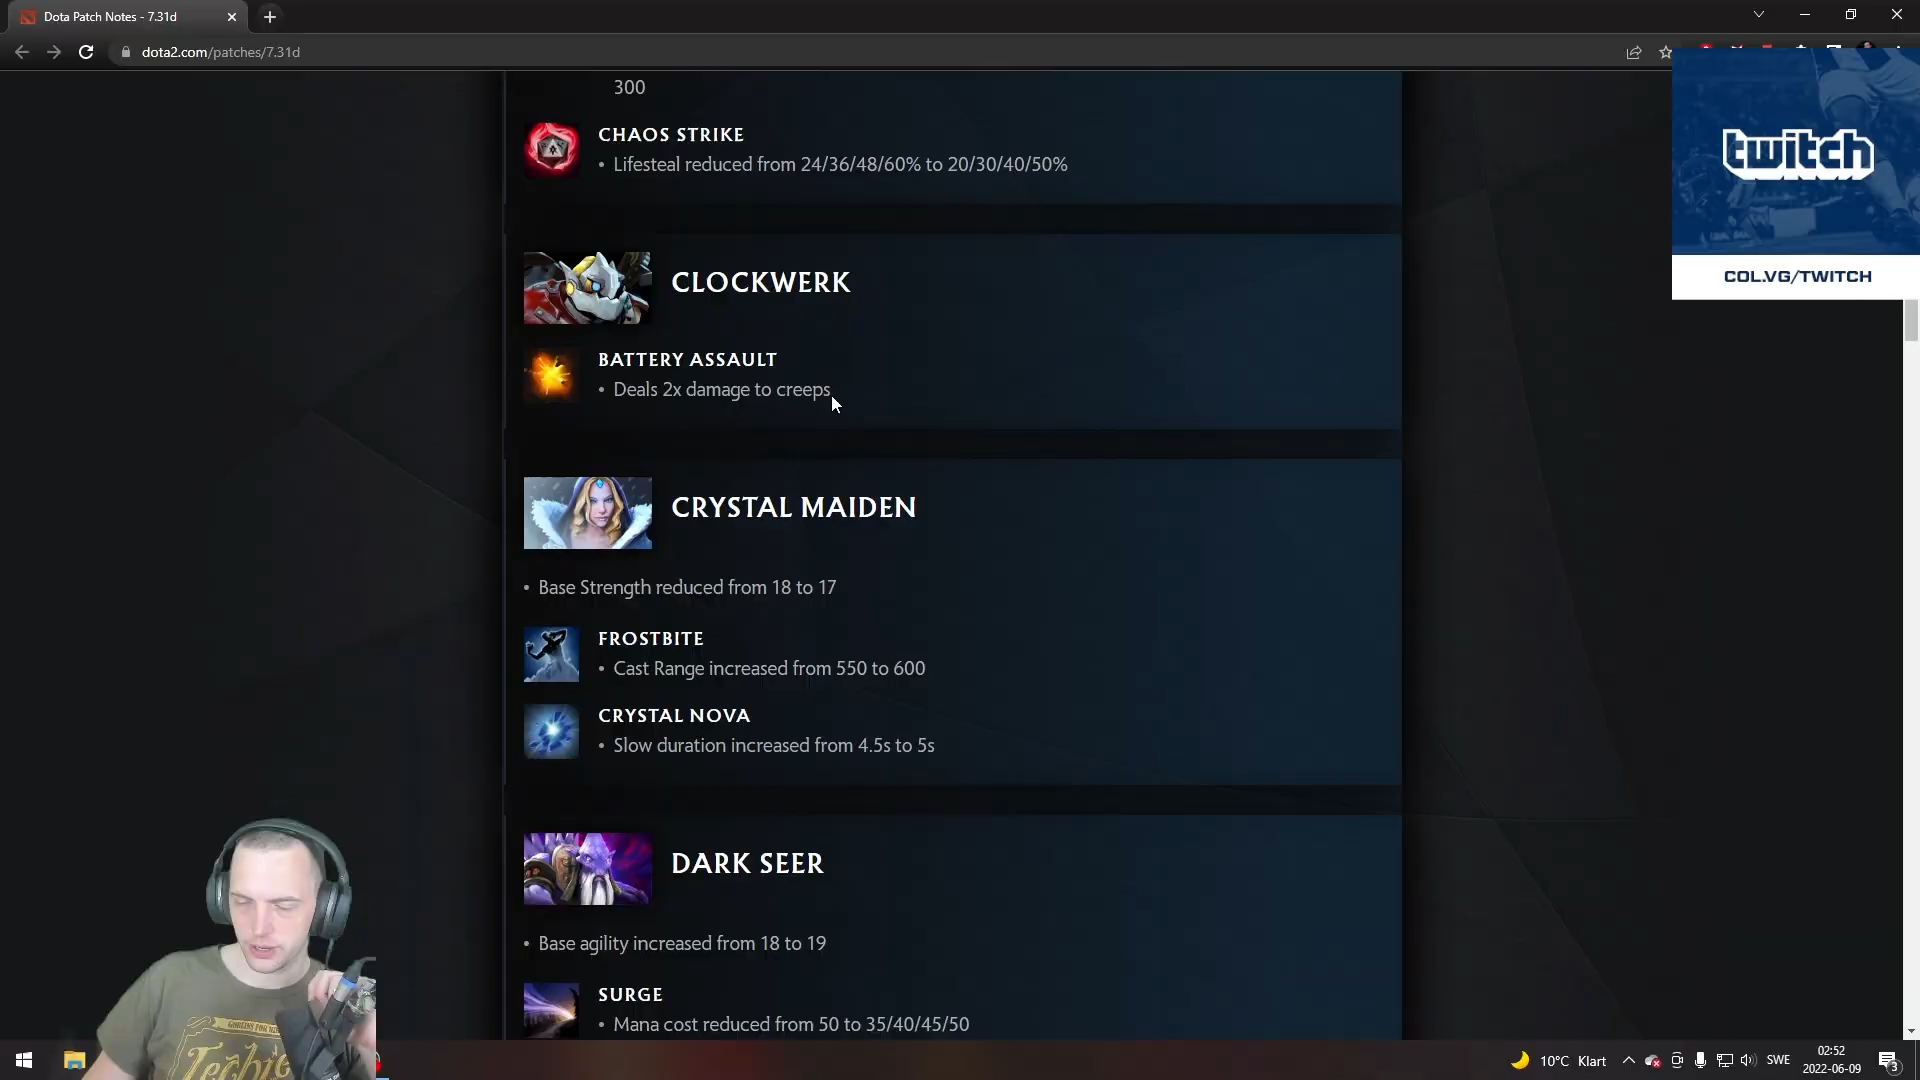 Dota Patch Notes - 7.31d
dota2.com/patches/7.31d
300
CHAOS STRIKE
• Lifesteal reduced from 24/36/48/60% to 20/30/40/50%
twitch
COL.VG/TWITCH
CLOCKWERK
BATTERY ASSAULT
• Deals 2x damage to creeps
CRYSTAL MAIDEN
• Base Strength reduced from 18 to 17
FROSTBITE
• Cast Range increased from 550 to 600
CRYSTAL NOVA
• Slow duration increased from 4.5s to 5s
DARK SEER
• Base agility increased from 18 to 19
SURGE
• Mana cost reduced from 50 to 35/40/45/50
10°C Klart
SWE
02:52
2022-06-09
3